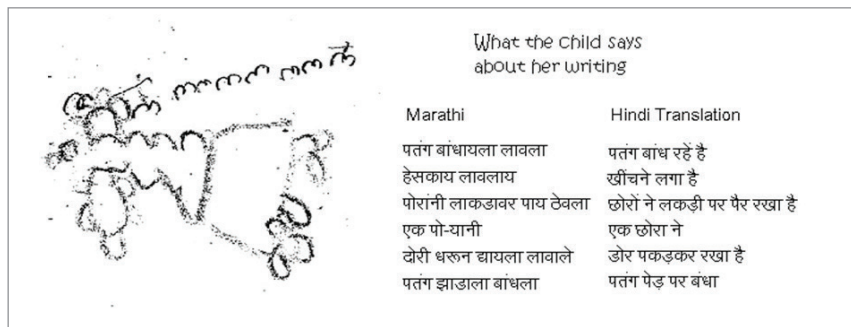 What the child says
about her writing
Marathi Hindi Translation
पतंग बांधायला लावला पतंग बांध रहें है
हेसकाय लावलाय खींचने लगा है
पोरांनी लाकडावर पाय ठेवला छोरों ने लकड़ी पर पैर रखा है
एक पो-यानी एक छोरा ने
दोरी धरून द्यायला लावाले डोर पकड़कर रखा है
पतंग झाडाला बांधला पतंग पेड़ पर बंधा